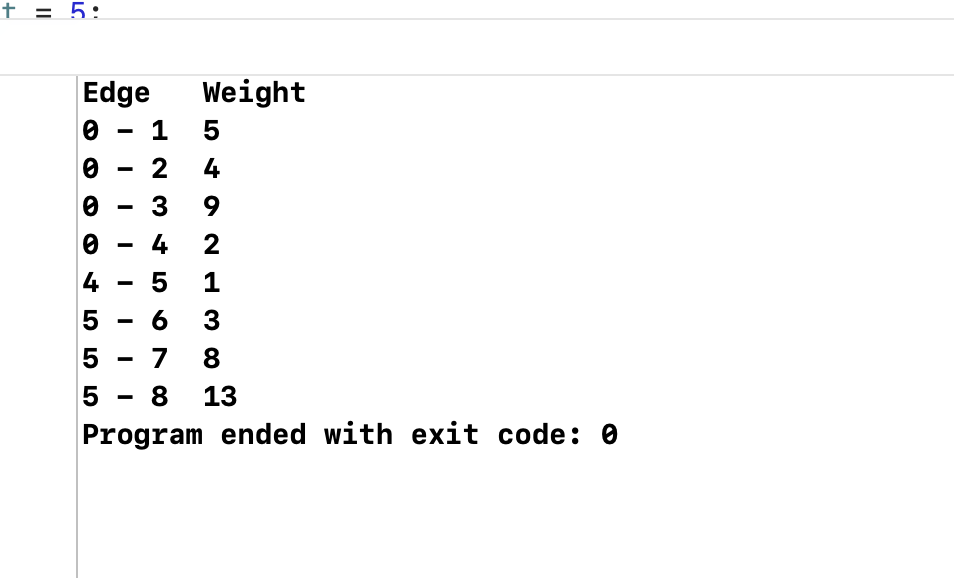 t = 5;
Edge   Weight
0 – 1  5
0 – 2  4
0 – 3  9
0 – 4  2
4 – 5  1
5 – 6  3
5 – 7  8
5 – 8  13
Program ended with exit code: 0